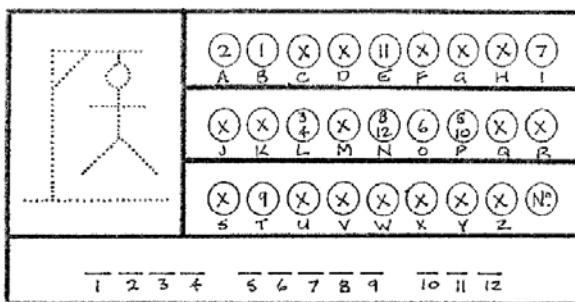 2 1 X X 11 X X X 7
A B C D E F G H I
X X 3 4 X 8 12 6 5 10 X X
J K L M N O P Q R
X 9 X X X X X X Nº
S T U V W X Y Z
1 2 3 4 5 6 7 8 9 10 11 12